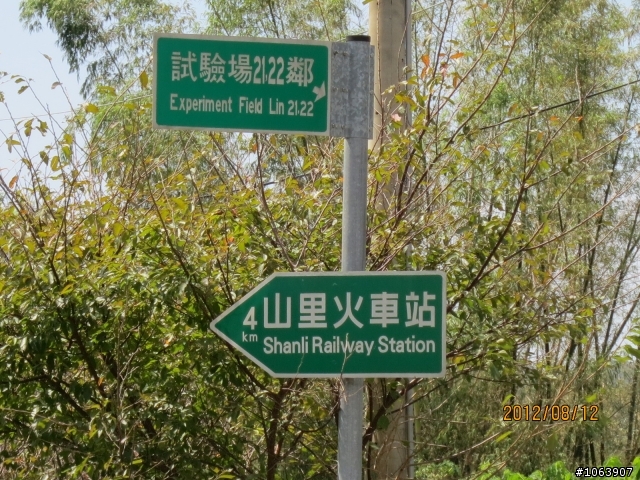 試驗場21.22鄰
Experiment Field Lin 21.22
4 km 山里火車站
Shanli Railway Station
2012/08/12
#1063907